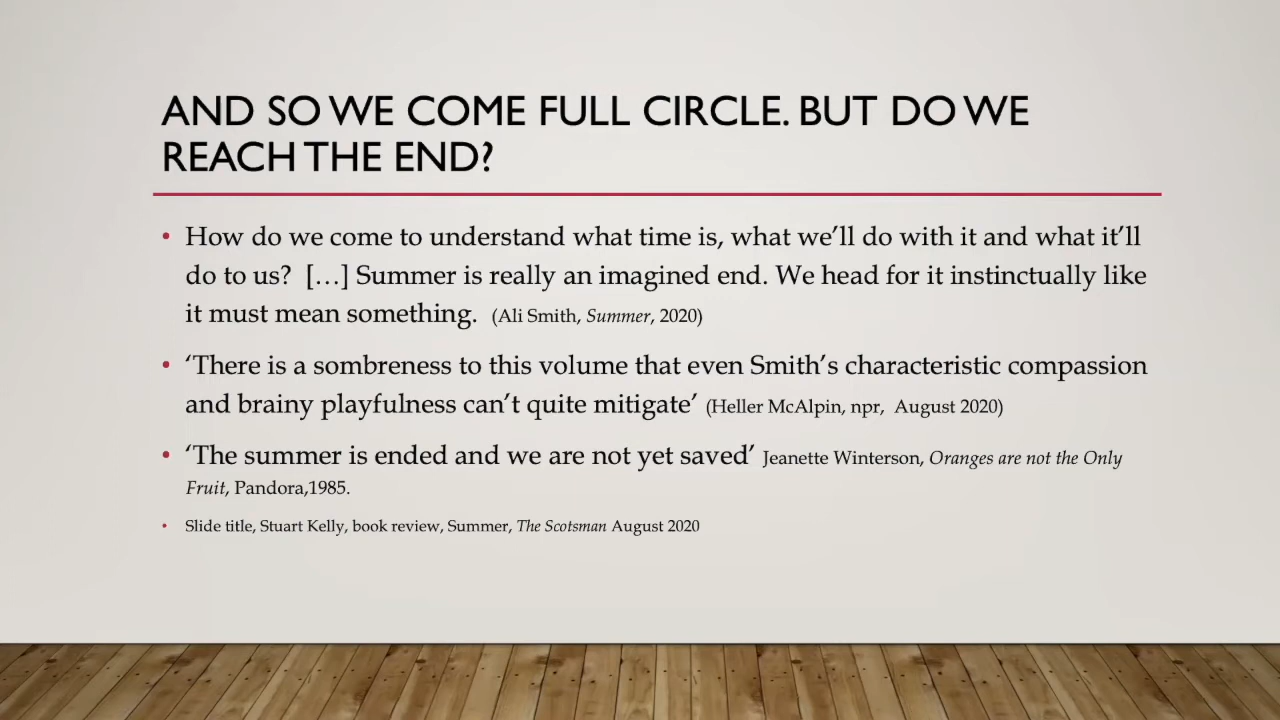 AND SO WE COME FULL CIRCLE. BUT DO WE
REACH THE END?
• How do we come to understand what time is, what we’ll do with it and what it’ll
do to us?  […] Summer is really an imagined end. We head for it instinctually like
it must mean something.  (Ali Smith, Summer, 2020)
• ‘There is a sombreness to this volume that even Smith’s characteristic compassion
and brainy playfulness can’t quite mitigate’ (Heller McAlpin, npr,  August 2020)
• ‘The summer is ended and we are not yet saved’ Jeanette Winterson, Oranges are not the Only
Fruit, Pandora,1985.
• Slide title, Stuart Kelly, book review, Summer, The Scotsman August 2020